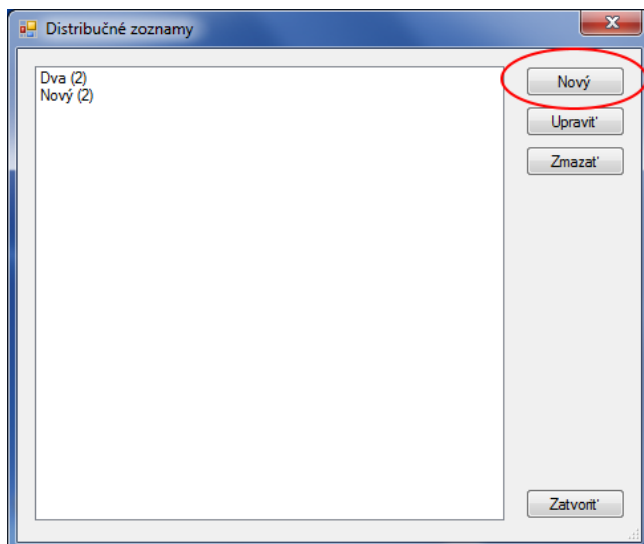 Distribučné zoznamy
Dva (2)
Nový (2)
Nový
Upraviť
Zmazať
Zatvoriť